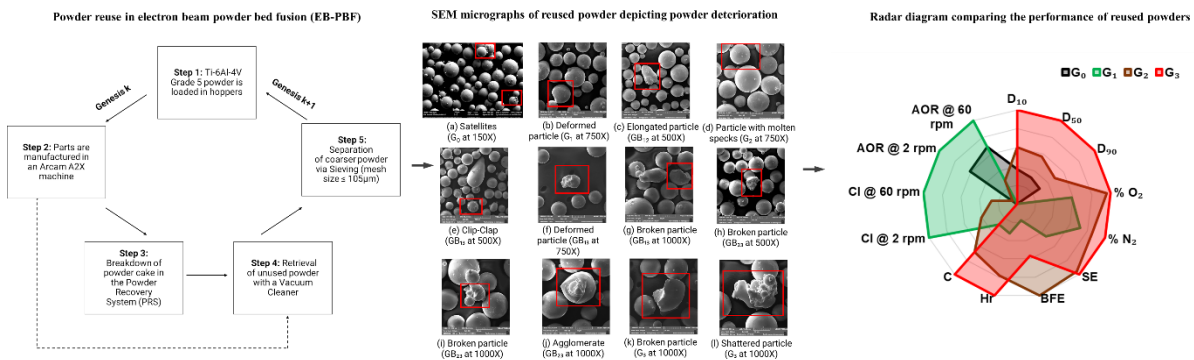 Powder reuse in electron beam powder bed fusion (EB-PBF)
Step 1: Ti-6Al-4V
Grade 5 powder is
loaded in hoppers
Genesis k
Genesis k+1
Step 2: Parts are
manufactured in
an Arcam A2X
machine
Step 5:
Separation
of coarser powder
via Sieving (mesh
size ≤ 105μm)
Step 3:
Breakdown of
powder cake in
the Powder
Recovery
System (PRS)
Step 4: Retrieval
of unused powder
with a Vacuum
Cleaner
SEM micrographs of reused powder depicting powder deterioration
(a) Satellites
(G₀ at 150X)
(b) Deformed
particle (G₁ at 750X)
(c) Elongated particle
(GB₁₂ at 500X)
(d) Particle with molten
specks (G₂ at 750X)
(e) Clip-Clap
(GB₁₃ at 500X)
(f) Deformed
particle (GB₁₃ at
750X)
(g) Broken particle
(GB₁₃ at 1000X)
(h) Broken particle
(GB₂₃ at 500X)
(i) Broken particle
(GB₂₃ at 1000X)
(j) Agglomerate
(GB₂₃ at 1000X)
(k) Broken particle
(G₃ at 1000X)
(l) Shattered particle
(G₃ at 1000X)
Radar diagram comparing the performance of reused powders
G₀ G₁ G₂ G₃
D₁₀
D₅₀
D₉₀
% O₂
% N₂
SE
BFE
Hr
C
CI @ 2 rpm
CI @ 60 rpm
AOR @ 2 rpm
AOR @ 60
rpm